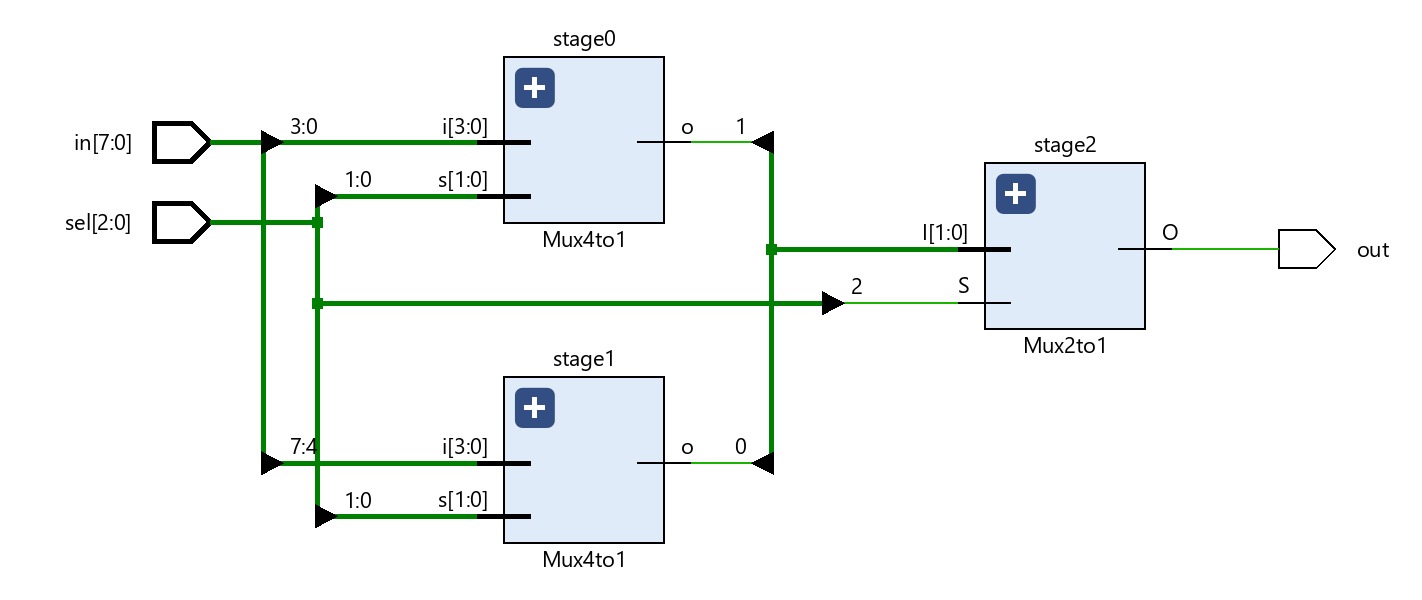 stage0
in[7:0]
3:0
i[3:0]
o
1
1:0
s[1:0]
sel[2:0]
Mux4to1
stage2
I[1:0]
O
out
2
S
Mux2to1
stage1
7:4
i[3:0]
o
0
1:0
s[1:0]
Mux4to1